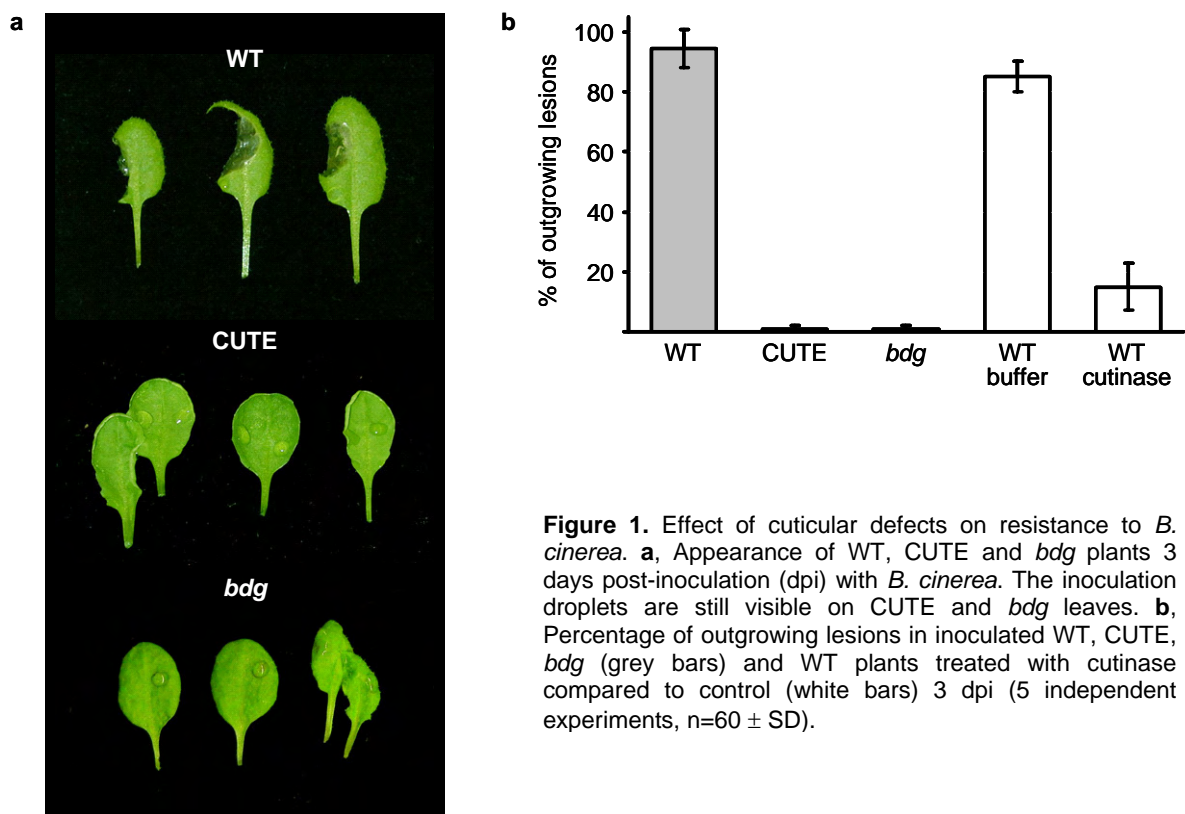 a
WT
CUTE
bdg
b
% of outgrowing lesions
100
80
60
40
20
WT
CUTE
bdg
WT
buffer
WT
cutinase
Figure 1. Effect of cuticular defects on resistance to B.
cinerea. a, Appearance of WT, CUTE and bdg plants 3
days post-inoculation (dpi) with B. cinerea. The inoculation
droplets are still visible on CUTE and bdg leaves. b,
Percentage of outgrowing lesions in inoculated WT, CUTE,
bdg (grey bars) and WT plants treated with cutinase
compared to control (white bars) 3 dpi (5 independent
experiments, n=60 ± SD).